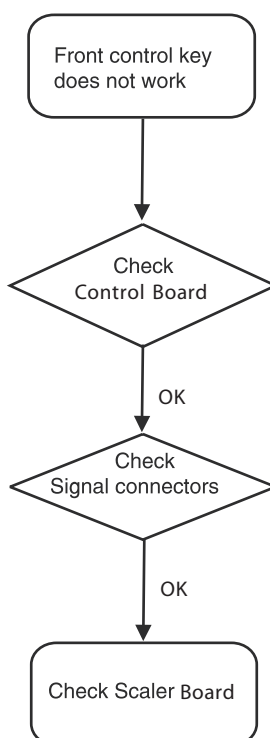 Front control key
does not work
Check
Control Board
OK
Check
Signal connectors
OK
Check Scaler Board